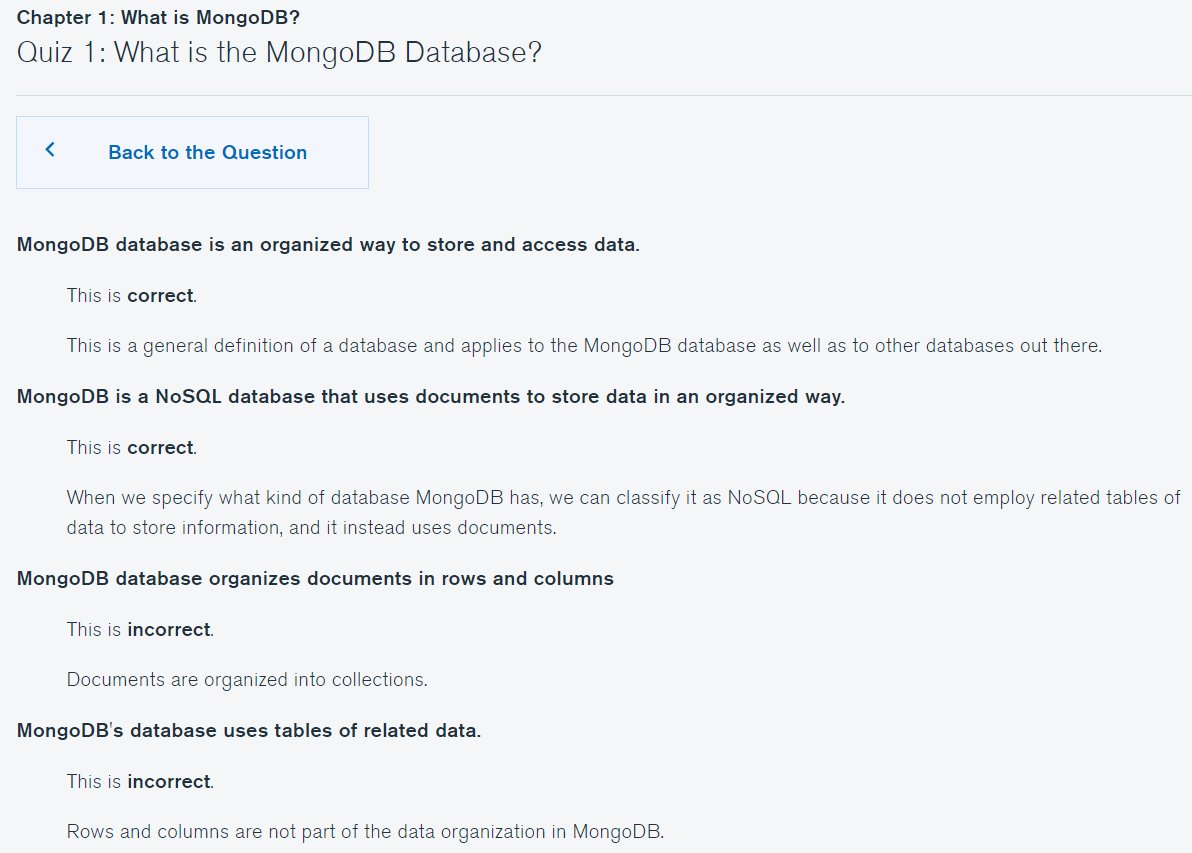 Chapter 1: What is MongoDB?
Quiz 1: What is the MongoDB Database?
Back to the Question
MongoDB database is an organized way to store and access data.
This is correct.
This is a general definition of a database and applies to the MongoDB database as well as to other databases out there.
MongoDB is a NoSQL database that uses documents to store data in an organized way.
This is correct.
When we specify what kind of database MongoDB has, we can classify it as NoSQL because it does not employ related tables of
data to store information, and it instead uses documents.
MongoDB database organizes documents in rows and columns
This is incorrect.
Documents are organized into collections.
MongoDB's database uses tables of related data.
This is incorrect.
Rows and columns are not part of the data organization in MongoDB.